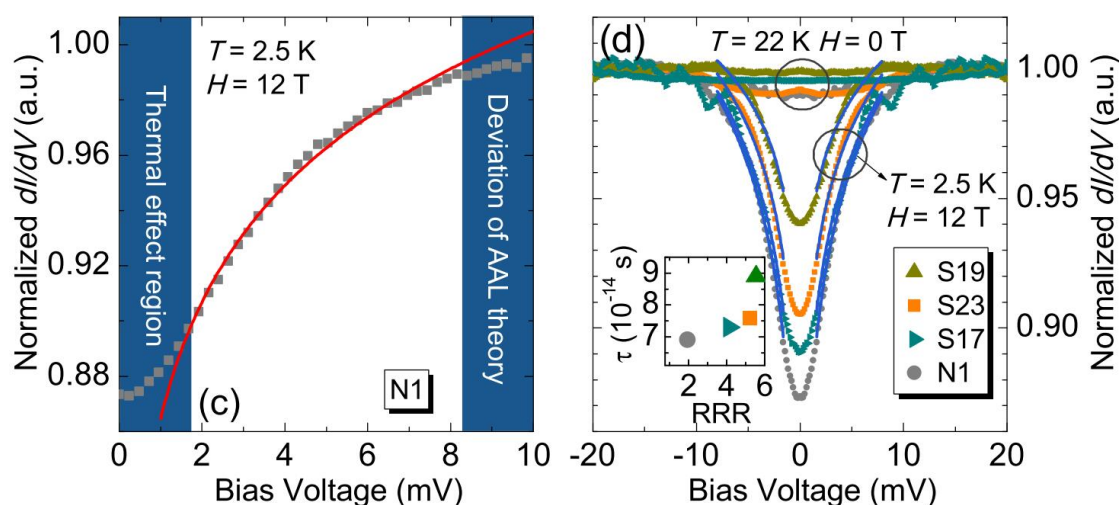 1.00
0.96
0.92
0.88
Normalized dI/dV (a.u.)
T = 2.5 K
H = 12 T
Thermal effect region
Deviation of AAL theory
(c)
N1
0 2 4 6 8 10
Bias Voltage (mV)
(d)
T = 22 K H = 0 T
T = 2.5 K
H = 12 T
S19
S23
S17
N1
τ (10⁻¹⁴ s)
9
8
7
2 4 6
RRR
-20 -10 0 10 20
Bias Voltage (mV)
1.00
0.95
0.90
Normalized dI/dV (a.u.)